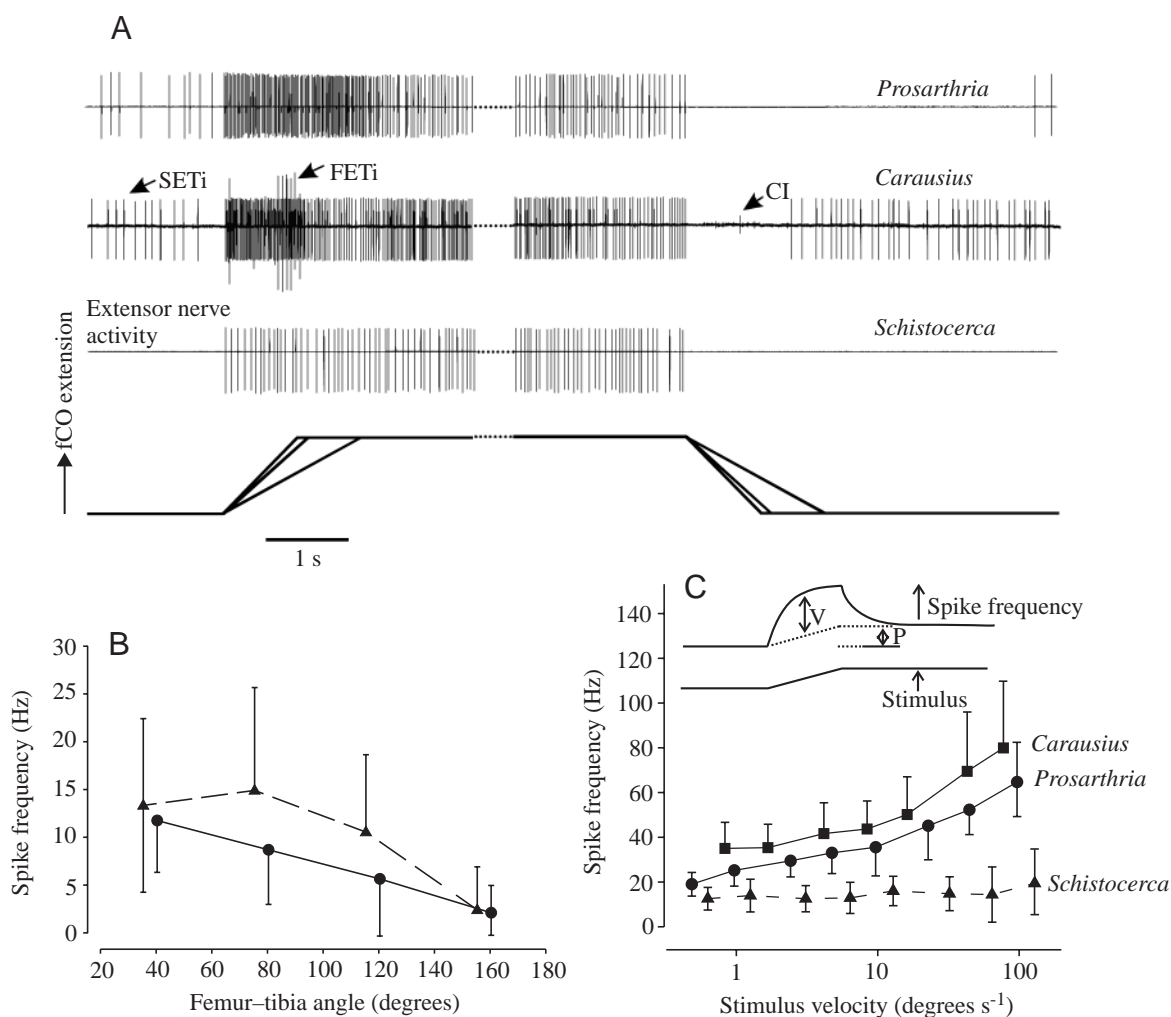 A
Prosarthria
SETi
FETi
Carausius
CI
Extensor nerve
activity
Schistocerca
fCO extension
1 s
B
30
25
20
15
10
5
0
Spike frequency (Hz)
20 40 60 80 100 120 140 160 180
Femur–tibia angle (degrees)
C
V
Spike frequency
P
Stimulus
140
120
100
80
60
40
20
0
Spike frequency (Hz)
Carausius
Prosarthria
Schistocerca
1 10 100
Stimulus velocity (degrees s-1)